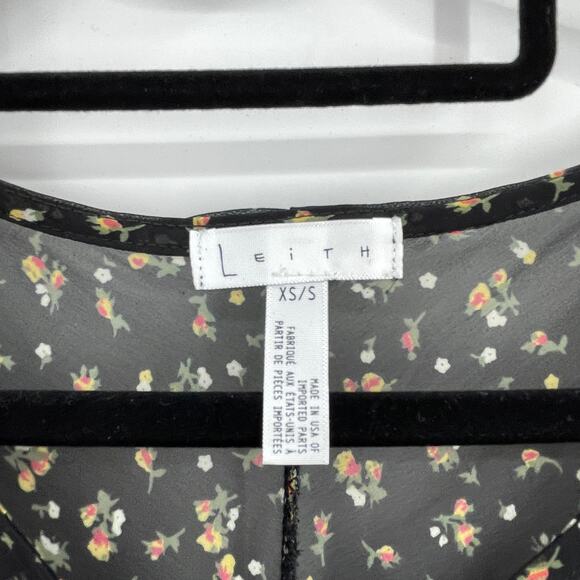 LEITH
XS/S
MADE IN USA OF
IMPORTED PARTS
FABRIQUÉ AUX ÉTATS-UNIS À
PARTIR DE PIÈCES IMPORTÉES